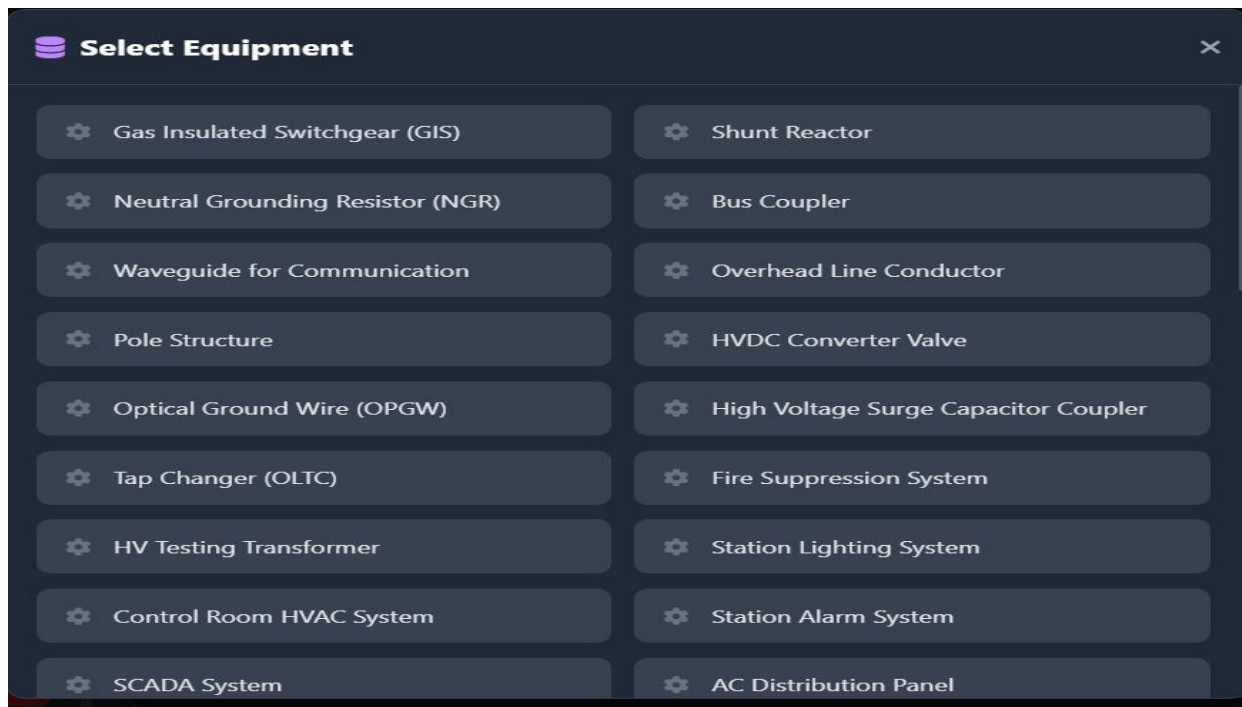 Select Equipment
Gas Insulated Switchgear (GIS)
Shunt Reactor
Neutral Grounding Resistor (NGR)
Bus Coupler
Waveguide for Communication
Overhead Line Conductor
Pole Structure
HVDC Converter Valve
Optical Ground Wire (OPGW)
High Voltage Surge Capacitor Coupler
Tap Changer (OLTC)
Fire Suppression System
HV Testing Transformer
Station Lighting System
Control Room HVAC System
Station Alarm System
SCADA System
AC Distribution Panel